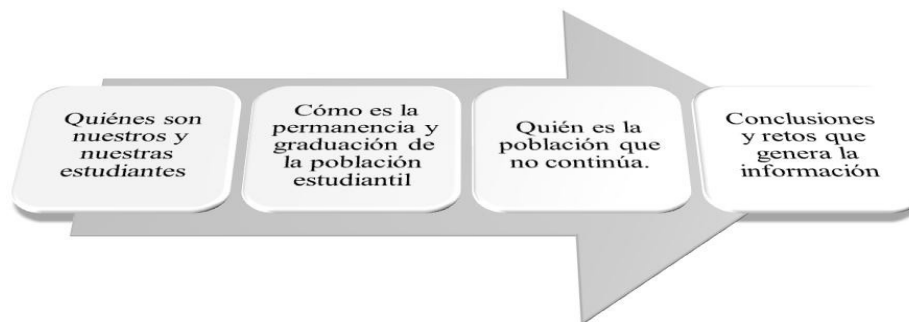 Quiénes son
nuestros y
nuestras
estudiantes
Cómo es la
permanencia y
graduación de
la población
estudiantil
Quién es la
población que
no continúa.
Conclusiones
y retos que
genera la
información